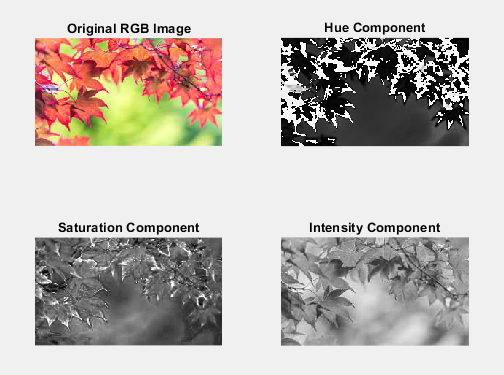 Original RGB Image
Hue Component
Saturation Component
Intensity Component